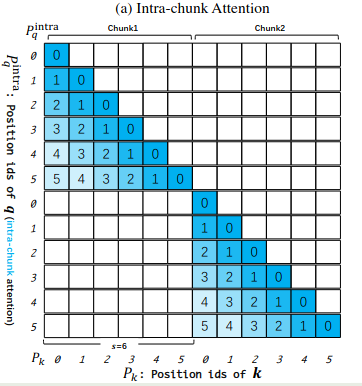 (a) Intra-chunk Attention
P_q^intra Chunk1 Chunk2
P_q^intra: Position ids of q (intra-chunk attention)
0 0
1 1 0
2 2 1 0
3 3 2 1 0
4 4 3 2 1 0
5 5 4 3 2 1 0
0 0
1 1 0
2 2 1 0
3 3 2 1 0
4 4 3 2 1 0
5 5 4 3 2 1 0
s=6
P_k 0 1 2 3 4 5 0 1 2 3 4 5
P_k: Position ids of k